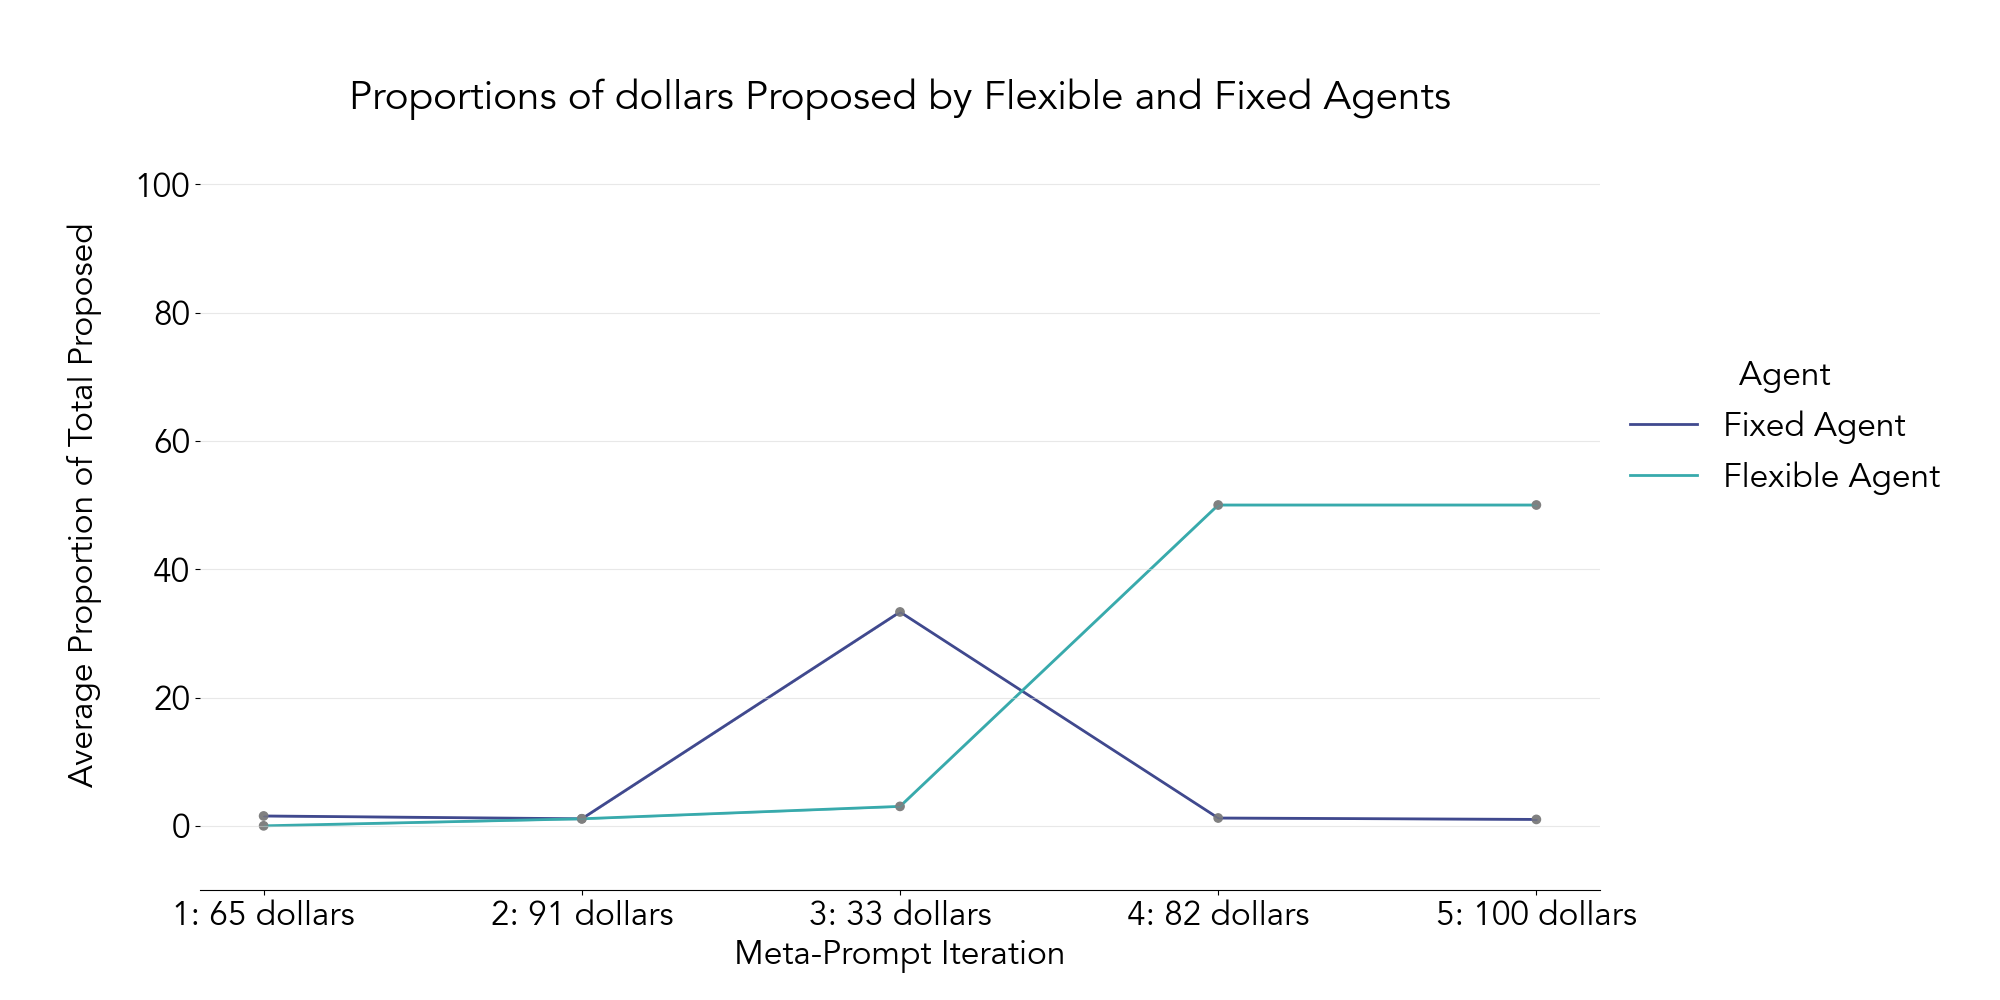 Proportions of dollars Proposed by Flexible and Fixed Agents
Average Proportion of Total Proposed
100
80
60
40
20
0
1: 65 dollars
2: 91 dollars
3: 33 dollars
4: 82 dollars
5: 100 dollars
Meta-Prompt Iteration
Agent
Fixed Agent
Flexible Agent